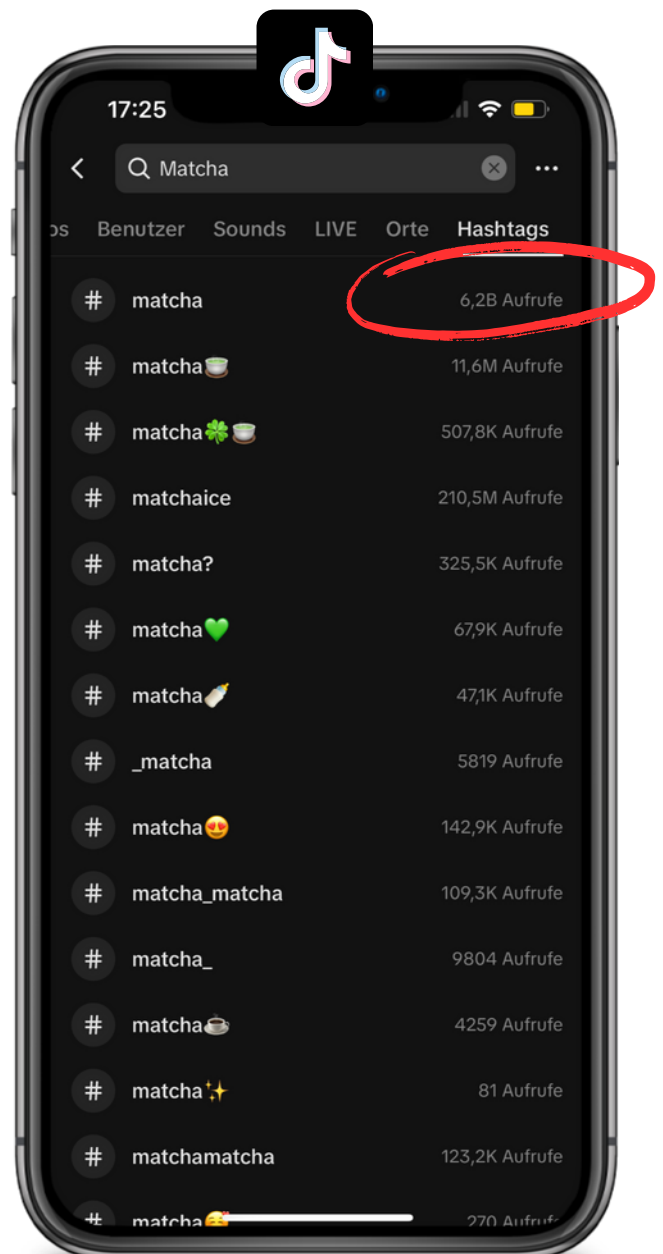 17:25
Matcha
os Benutzer Sounds LIVE Orte Hashtags
# matcha 6,2B Aufrufe
# matcha🍵 11,6M Aufrufe
# matcha🍀🍵 507,8K Aufrufe
# matchaice 210,5M Aufrufe
# matcha? 325,5K Aufrufe
# matcha💚 67,9K Aufrufe
# matcha🍼 47,1K Aufrufe
# _matcha 5819 Aufrufe
# matcha😍 142,9K Aufrufe
# matcha_matcha 109,3K Aufrufe
# matcha_ 9804 Aufrufe
# matcha☕ 4259 Aufrufe
# matcha✨ 81 Aufrufe
# matchamatcha 123,2K Aufrufe
# matcha🥰 270 Aufrufe